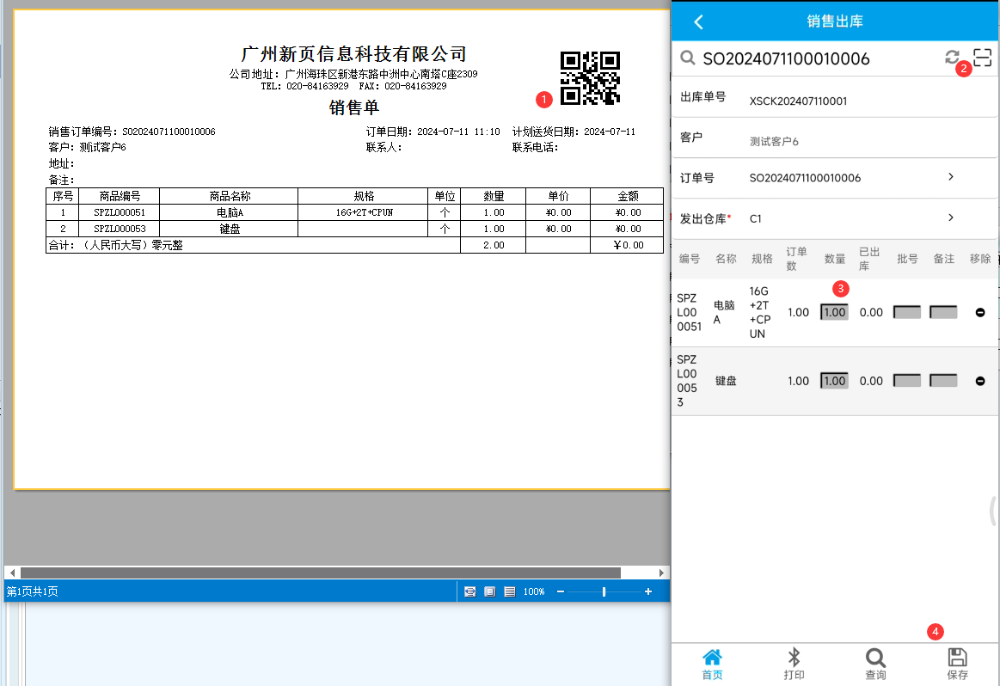 广州新页信息科技有限公司
公司地址：广州海珠区新港东路中洲中心南塔C座2309
TEL：020-84163929 FAX：020-84163929
1
销售单
销售订单编号：SO2024071100010006 订单日期：2024-07-11 11:10 计划送货日期：2024-07-11
客户：测试客户6 联系人： 联系电话：
地址：
备注：
序号 商品编号 商品名称 规格 单位 数量 单价 金额
1 SPZL000051 电脑A 16G+2T+CPUN 个 1.00 ¥0.00 ¥0.00
2 SPZL000053 键盘 个 1.00 ¥0.00 ¥0.00
合计：（人民币大写）零元整 2.00 ￥0.00
第1页共1页 100%
销售出库
SO2024071100010006
2
出库单号 XSCK202407110001
客户 测试客户6
订单号 SO2024071100010006
发出仓库* C1
编号 名称 规格 订单数 数量 已出库 批号 备注 移除
3
SPZL000051 电脑A 16G+2T+CPUN 1.00 1.00 0.00
SPZL000053 键盘 1.00 1.00 0.00
4
首页 打印 查询 保存